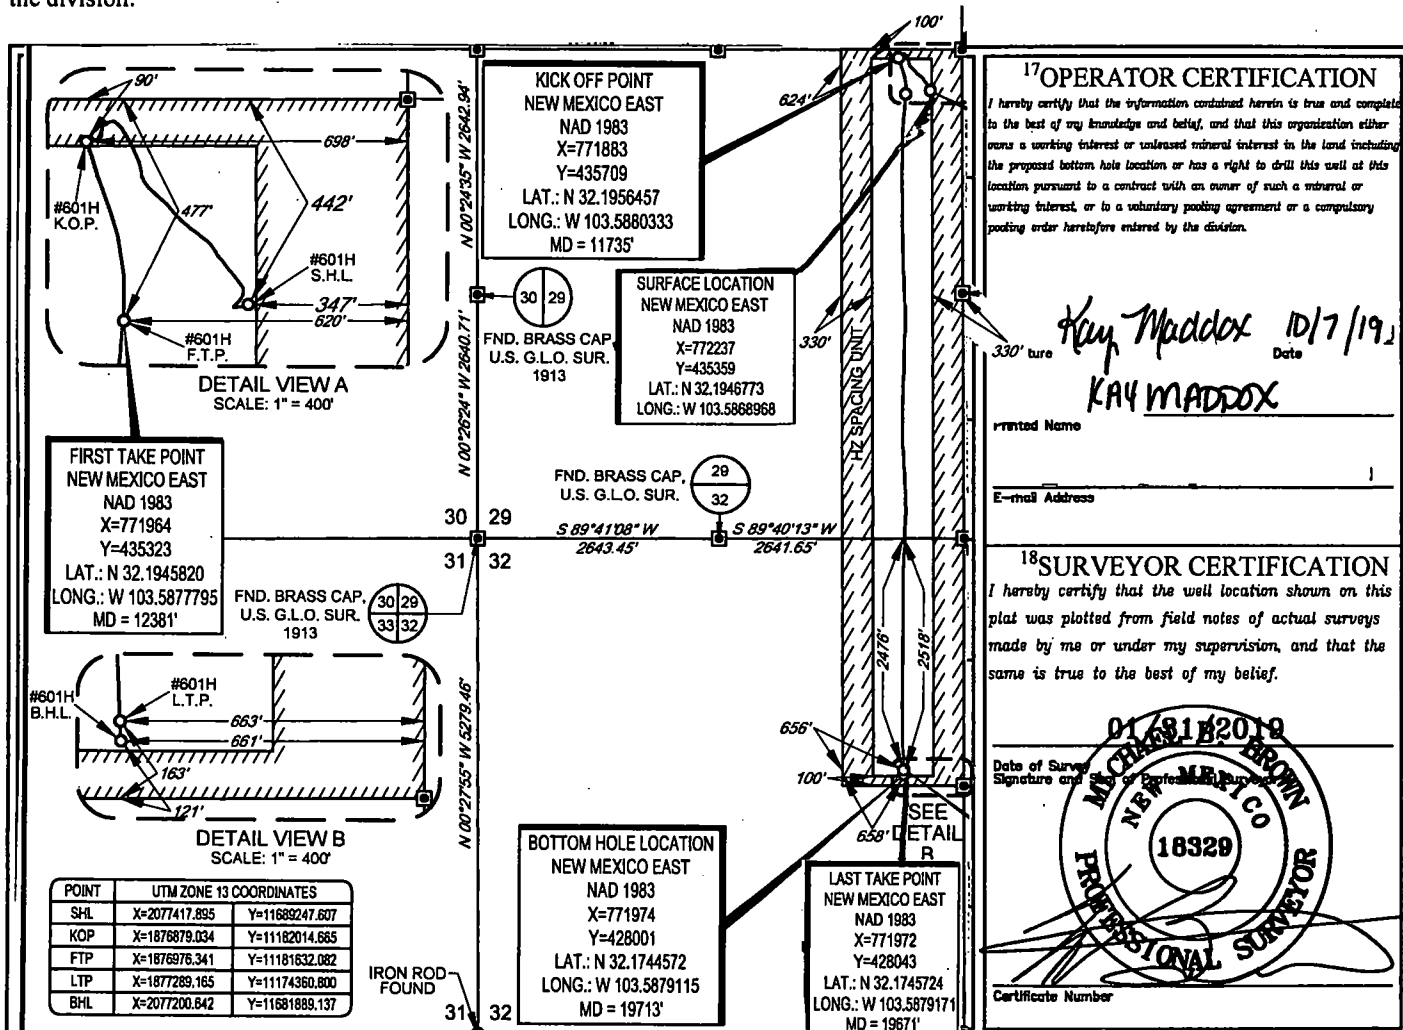 the division.
100'
90'
698'
477'
442'
#601H
K.O.P.
#601H
S.H.L.
347'
620'
#601H
F.T.P.
DETAIL VIEW A
SCALE: 1" = 400'
N 00°24'35" W 2642.94'
KICK OFF POINT
NEW MEXICO EAST
NAD 1983
X=771883
Y=435709
LAT.: N 32.1956457
LONG.: W 103.5880333
MD = 11735'
624'
30 29
FND. BRASS CAP,
U.S. G.L.O. SUR.
1913
N 00°26'24" W 2640.71'
SURFACE LOCATION
NEW MEXICO EAST
NAD 1983
X=772237
Y=435359
LAT.: N 32.1946773
LONG.: W 103.5868968
330'
HZ SPACING UNIT
330'
FIRST TAKE POINT
NEW MEXICO EAST
NAD 1983
X=771964
Y=435323
LAT.: N 32.1945820
LONG.: W 103.5877795
MD = 12381'
FND. BRASS CAP,
U.S. G.L.O. SUR.
29
32
30 29
31 32
S 89°41'08" W
2643.45'
S 89°40'13" W
2641.65'
FND. BRASS CAP,
U.S. G.L.O. SUR.
1913
30 29
33 32
2476'
2518'
#601H
B.H.L.
#601H
L.T.P.
663'
661'
163'
121'
DETAIL VIEW B
SCALE: 1" = 400'
N 00°27'55" W 5279.46'
656'
100'
658'
SEE
DETAIL
BOTTOM HOLE LOCATION
NEW MEXICO EAST
NAD 1983
X=771974
Y=428001
LAT.: N 32.1744572
LONG.: W 103.5879115
MD = 19713'
LAST TAKE POINT
NEW MEXICO EAST
NAD 1983
X=771972
Y=428043
LAT.: N 32.1745724
LONG.: W 103.5879171
MD = 19671'
POINT UTM ZONE 13 COORDINATES
SHL X=2077417.895 Y=11689247.607
KOP X=1876879.034 Y=11182014.665
FTP X=1876976.341 Y=11181632.082
LTP X=1877289.165 Y=11174360.800
BHL X=2077200.642 Y=11681889.137
IRON ROD
FOUND
31 32
17 OPERATOR CERTIFICATION
I hereby certify that the information contained herein is true and complete
to the best of my knowledge and belief, and that this organization either
owns a working interest or unleased mineral interest in the land including
the proposed bottom hole location or has a right to drill this well at this
location pursuant to a contract with an owner of such a mineral or
working interest, or to a voluntary pooling agreement or a compulsory
pooling order heretofore entered by the division.
Kay Maddox 10/7/19
ture Date
KAY MADDOX
Printed Name
E-mail Address
18 SURVEYOR CERTIFICATION
I hereby certify that the well location shown on this
plat was plotted from field notes of actual surveys
made by me or under my supervision, and that the
same is true to the best of my belief.
01/31/2019
Date of Survey
Signature and Seal of Professional Surveyor
MICHAEL B. BROWN
NEW MEXICO
18329
PROFESSIONAL SURVEYOR
Certificate Number